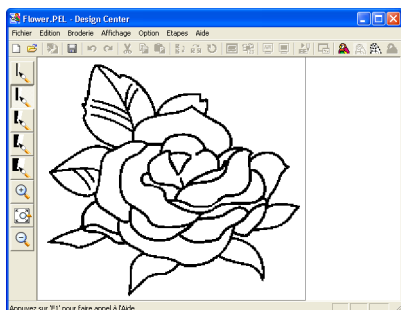 Flower.PEL - Design Center
Fichier Edition Broderie Affichage Option Etapes Aide
Appuyez sur 'F1' pour faire appel à l'Aide.